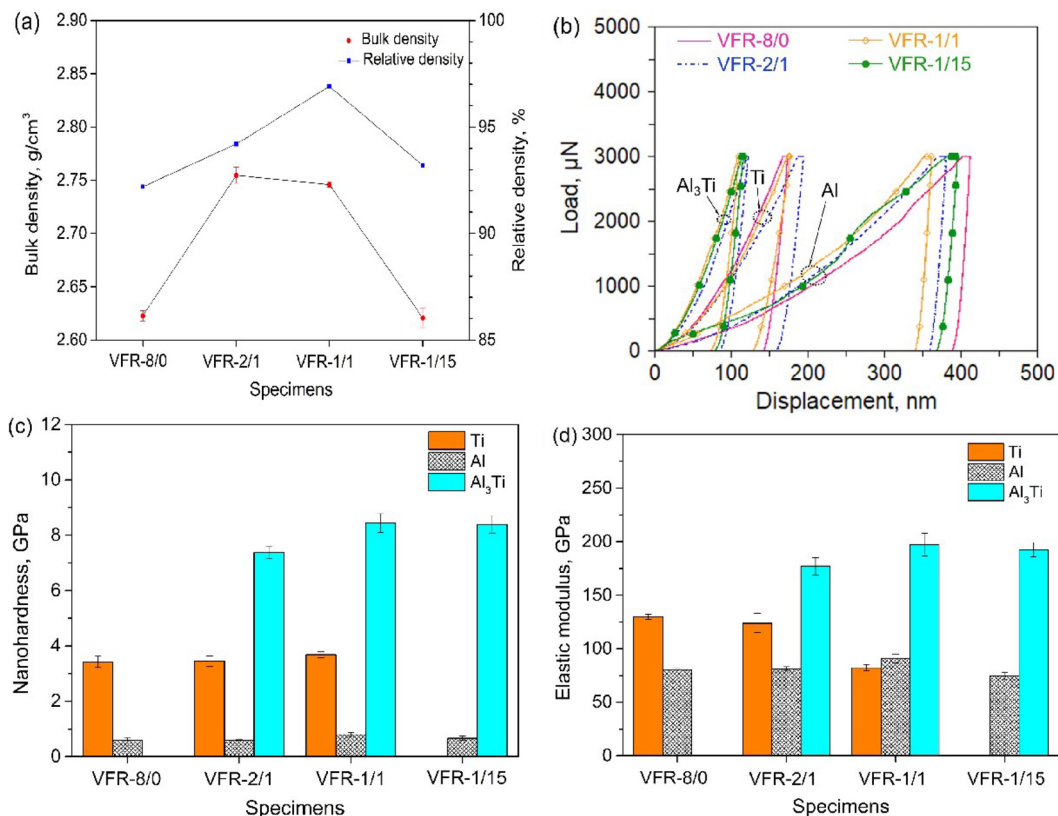 (a)
2.90
2.85
2.80
2.75
2.70
2.65
2.60
Bulk density, g/cm³
100
95
90
85
Relative density, %
Bulk density
Relative density
VFR-8/0 VFR-2/1 VFR-1/1 VFR-1/15
Specimens
(b)
5000
4000
3000
2000
1000
0
Load, µN
VFR-8/0 VFR-1/1
VFR-2/1 VFR-1/15
Al₃Ti
Ti
Al
0 100 200 300 400 500
Displacement, nm
(c)
12
10
8
6
4
2
0
Nanohardness, GPa
Ti
Al
Al₃Ti
VFR-8/0 VFR-2/1 VFR-1/1 VFR-1/15
Specimens
(d)
300
250
200
150
100
50
0
Elastic modulus, GPa
Ti
Al
Al₃Ti
VFR-8/0 VFR-2/1 VFR-1/1 VFR-1/15
Specimens